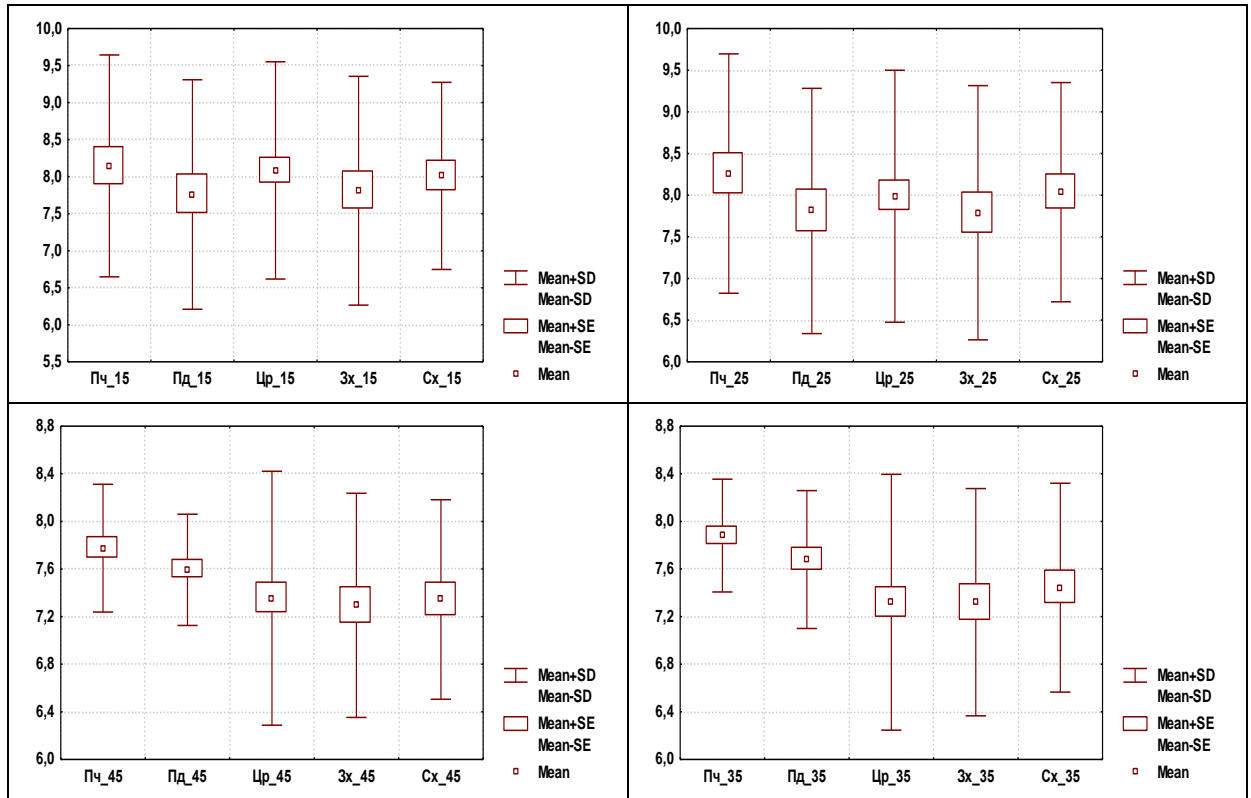 10,0
9,5
9,0
8,5
8,0
7,5
7,0
6,5
6,0
5,5
Пч_15 Пд_15 Цр_15 Зх_15 Сх_15
Mean+SD
Mean-SD
Mean+SE
Mean-SE
Mean
10,0
9,5
9,0
8,5
8,0
7,5
7,0
6,5
6,0
Пч_25 Пд_25 Цр_25 Зх_25 Сх_25
Mean+SD
Mean-SD
Mean+SE
Mean-SE
Mean
8,8
8,4
8,0
7,6
7,2
6,8
6,4
6,0
Пч_45 Пд_45 Цр_45 Зх_45 Сх_45
Mean+SD
Mean-SD
Mean+SE
Mean-SE
Mean
8,8
8,4
8,0
7,6
7,2
6,8
6,4
6,0
Пч_35 Пд_35 Цр_35 Зх_35 Сх_35
Mean+SD
Mean-SD
Mean+SE
Mean-SE
Mean